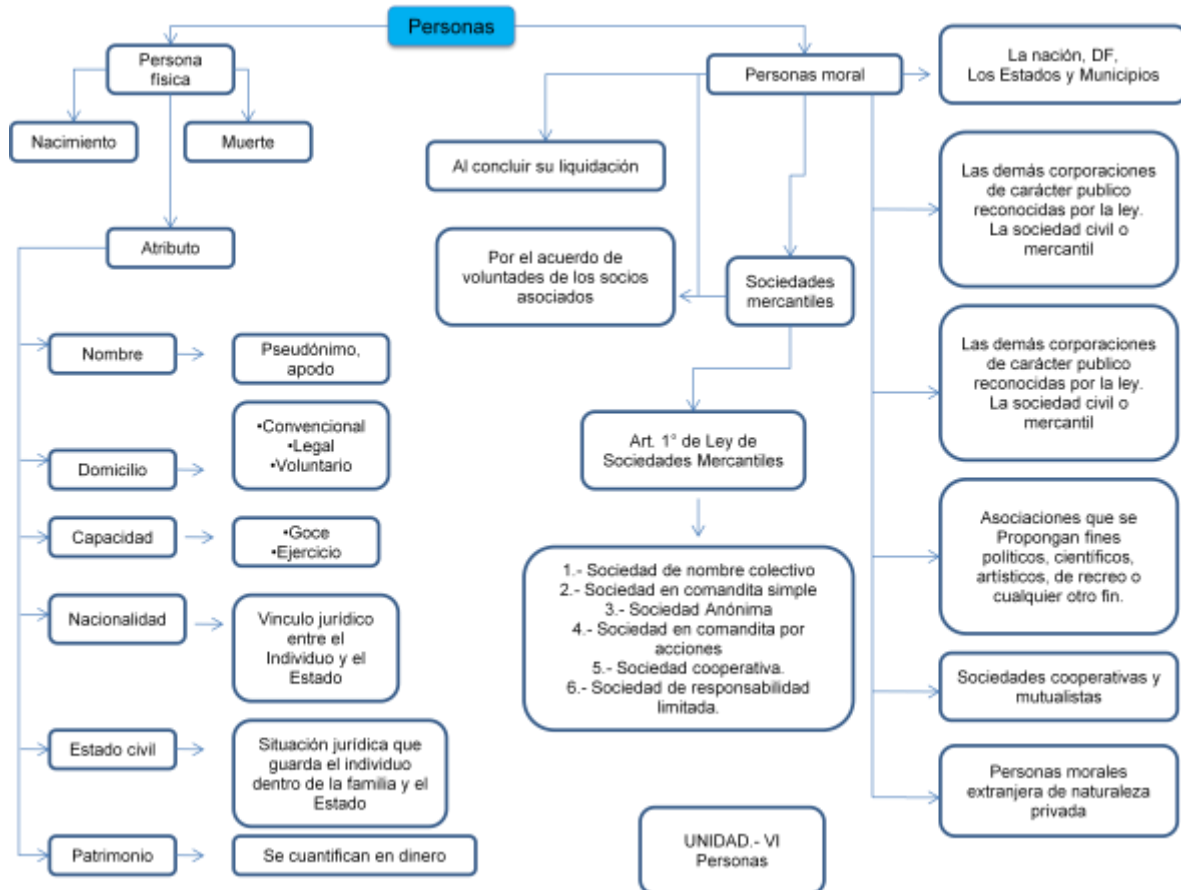 Personas
Persona
física
Nacimiento
Muerte
Atributo
Nombre
Pseudónimo,
apodo
Domicilio
•Convencional
•Legal
•Voluntario
Capacidad
•Goce
•Ejercicio
Nacionalidad
Vinculo jurídico
entre el
Individuo y el
Estado
Estado civil
Situación jurídica que
guarda el individuo
dentro de la familia y el
Estado
Patrimonio
Se cuantifican en dinero
Personas moral
Al concluir su liquidación
Por el acuerdo de
voluntades de los socios
asociados
Sociedades
mercantiles
Art. 1° de Ley de
Sociedades Mercantiles
1.- Sociedad de nombre colectivo
2.- Sociedad en comandita simple
3.- Sociedad Anónima
4.- Sociedad en comandita por
acciones
5.- Sociedad cooperativa.
6.- Sociedad de responsabilidad
limitada.
La nación, DF,
Los Estados y Municipios
Las demás corporaciones
de carácter publico
reconocidas por la ley.
La sociedad civil o
mercantil
Las demás corporaciones
de carácter publico
reconocidas por la ley.
La sociedad civil o
mercantil
Asociaciones que se
Propongan fines
políticos, científicos,
artísticos, de recreo o
cualquier otro fin.
Sociedades cooperativas y
mutualistas
Personas morales
extranjera de naturaleza
privada
UNIDAD.- VI
Personas